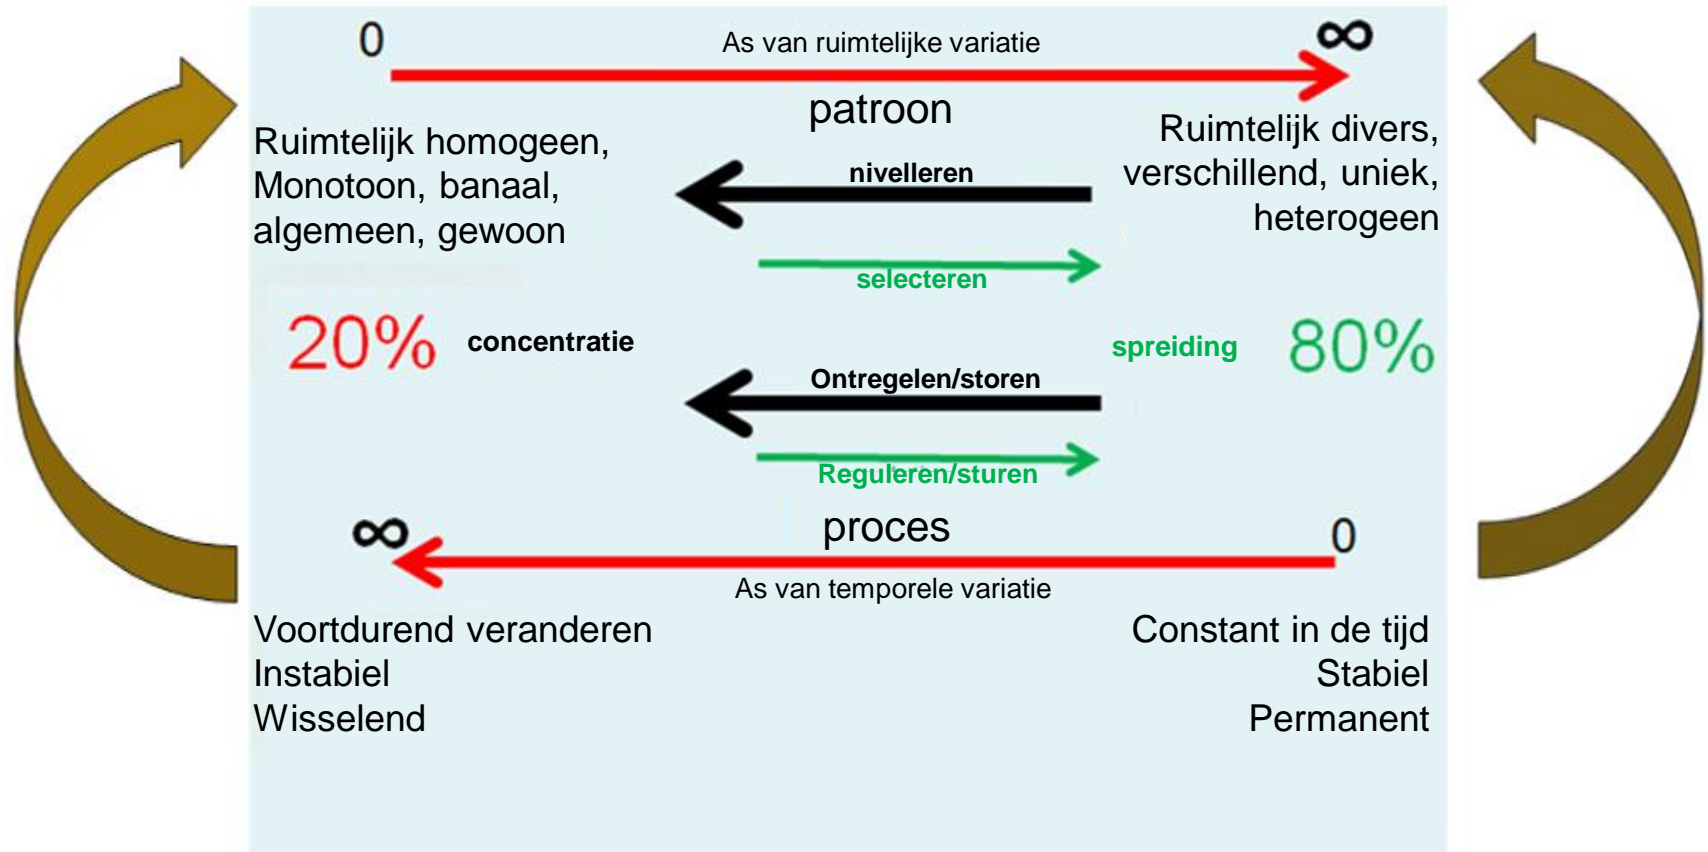 0
As van ruimtelijke variatie
∞
patroon
Ruimtelijk homogeen,
Monotoon, banaal,
algemeen, gewoon
Ruimtelijk divers,
verschillend, uniek,
heterogeen
nivelleren
selecteren
20%
concentratie
spreiding
80%
Ontregelen/storen
Reguleren/sturen
∞
proces
0
As van temporele variatie
Voortdurend veranderen
Instabiel
Wisselend
Constant in de tijd
Stabiel
Permanent